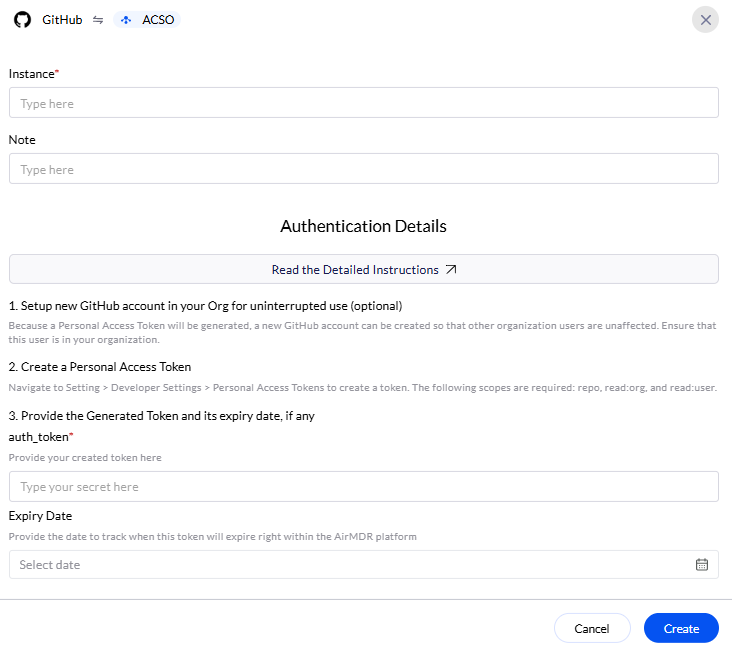 GitHub ACSO
Instance*
Type here
Note
Type here
Authentication Details
Read the Detailed Instructions
1. Setup new GitHub account in your Org for uninterrupted use (optional)
Because a Personal Access Token will be generated, a new GitHub account can be created so that other organization users are unaffected. Ensure that
this user is in your organization.
2. Create a Personal Access Token
Navigate to Setting > Developer Settings > Personal Access Tokens to create a token. The following scopes are required: repo, read:org, and read:user.
3. Provide the Generated Token and its expiry date, if any
auth_token*
Provide your created token here
Type your secret here
Expiry Date
Provide the date to track when this token will expire right within the AirMDR platform
Select date
Cancel Create